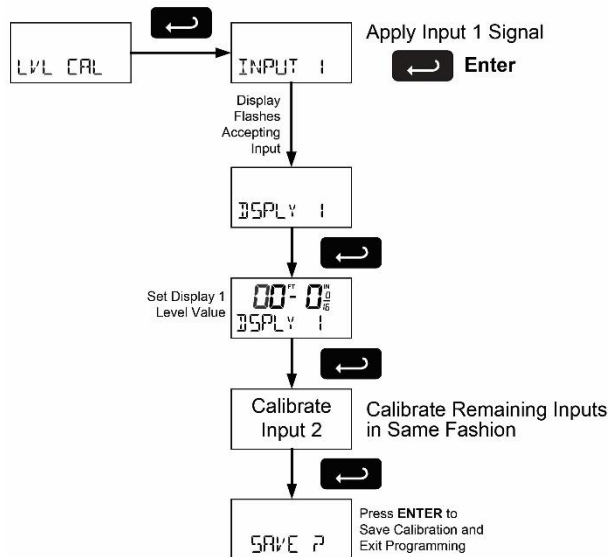 LVL CAL
INPUT 1
Apply Input 1 Signal
Enter
Display
Flashes
Accepting
Input
DSPLY 1
Set Display 1
Level Value
00 FT - 0 IN
DSPLY 1
Calibrate
Input 2
Calibrate Remaining Inputs
in Same Fashion
SAVE ?
Press ENTER to
Save Calibration and
Exit Programming